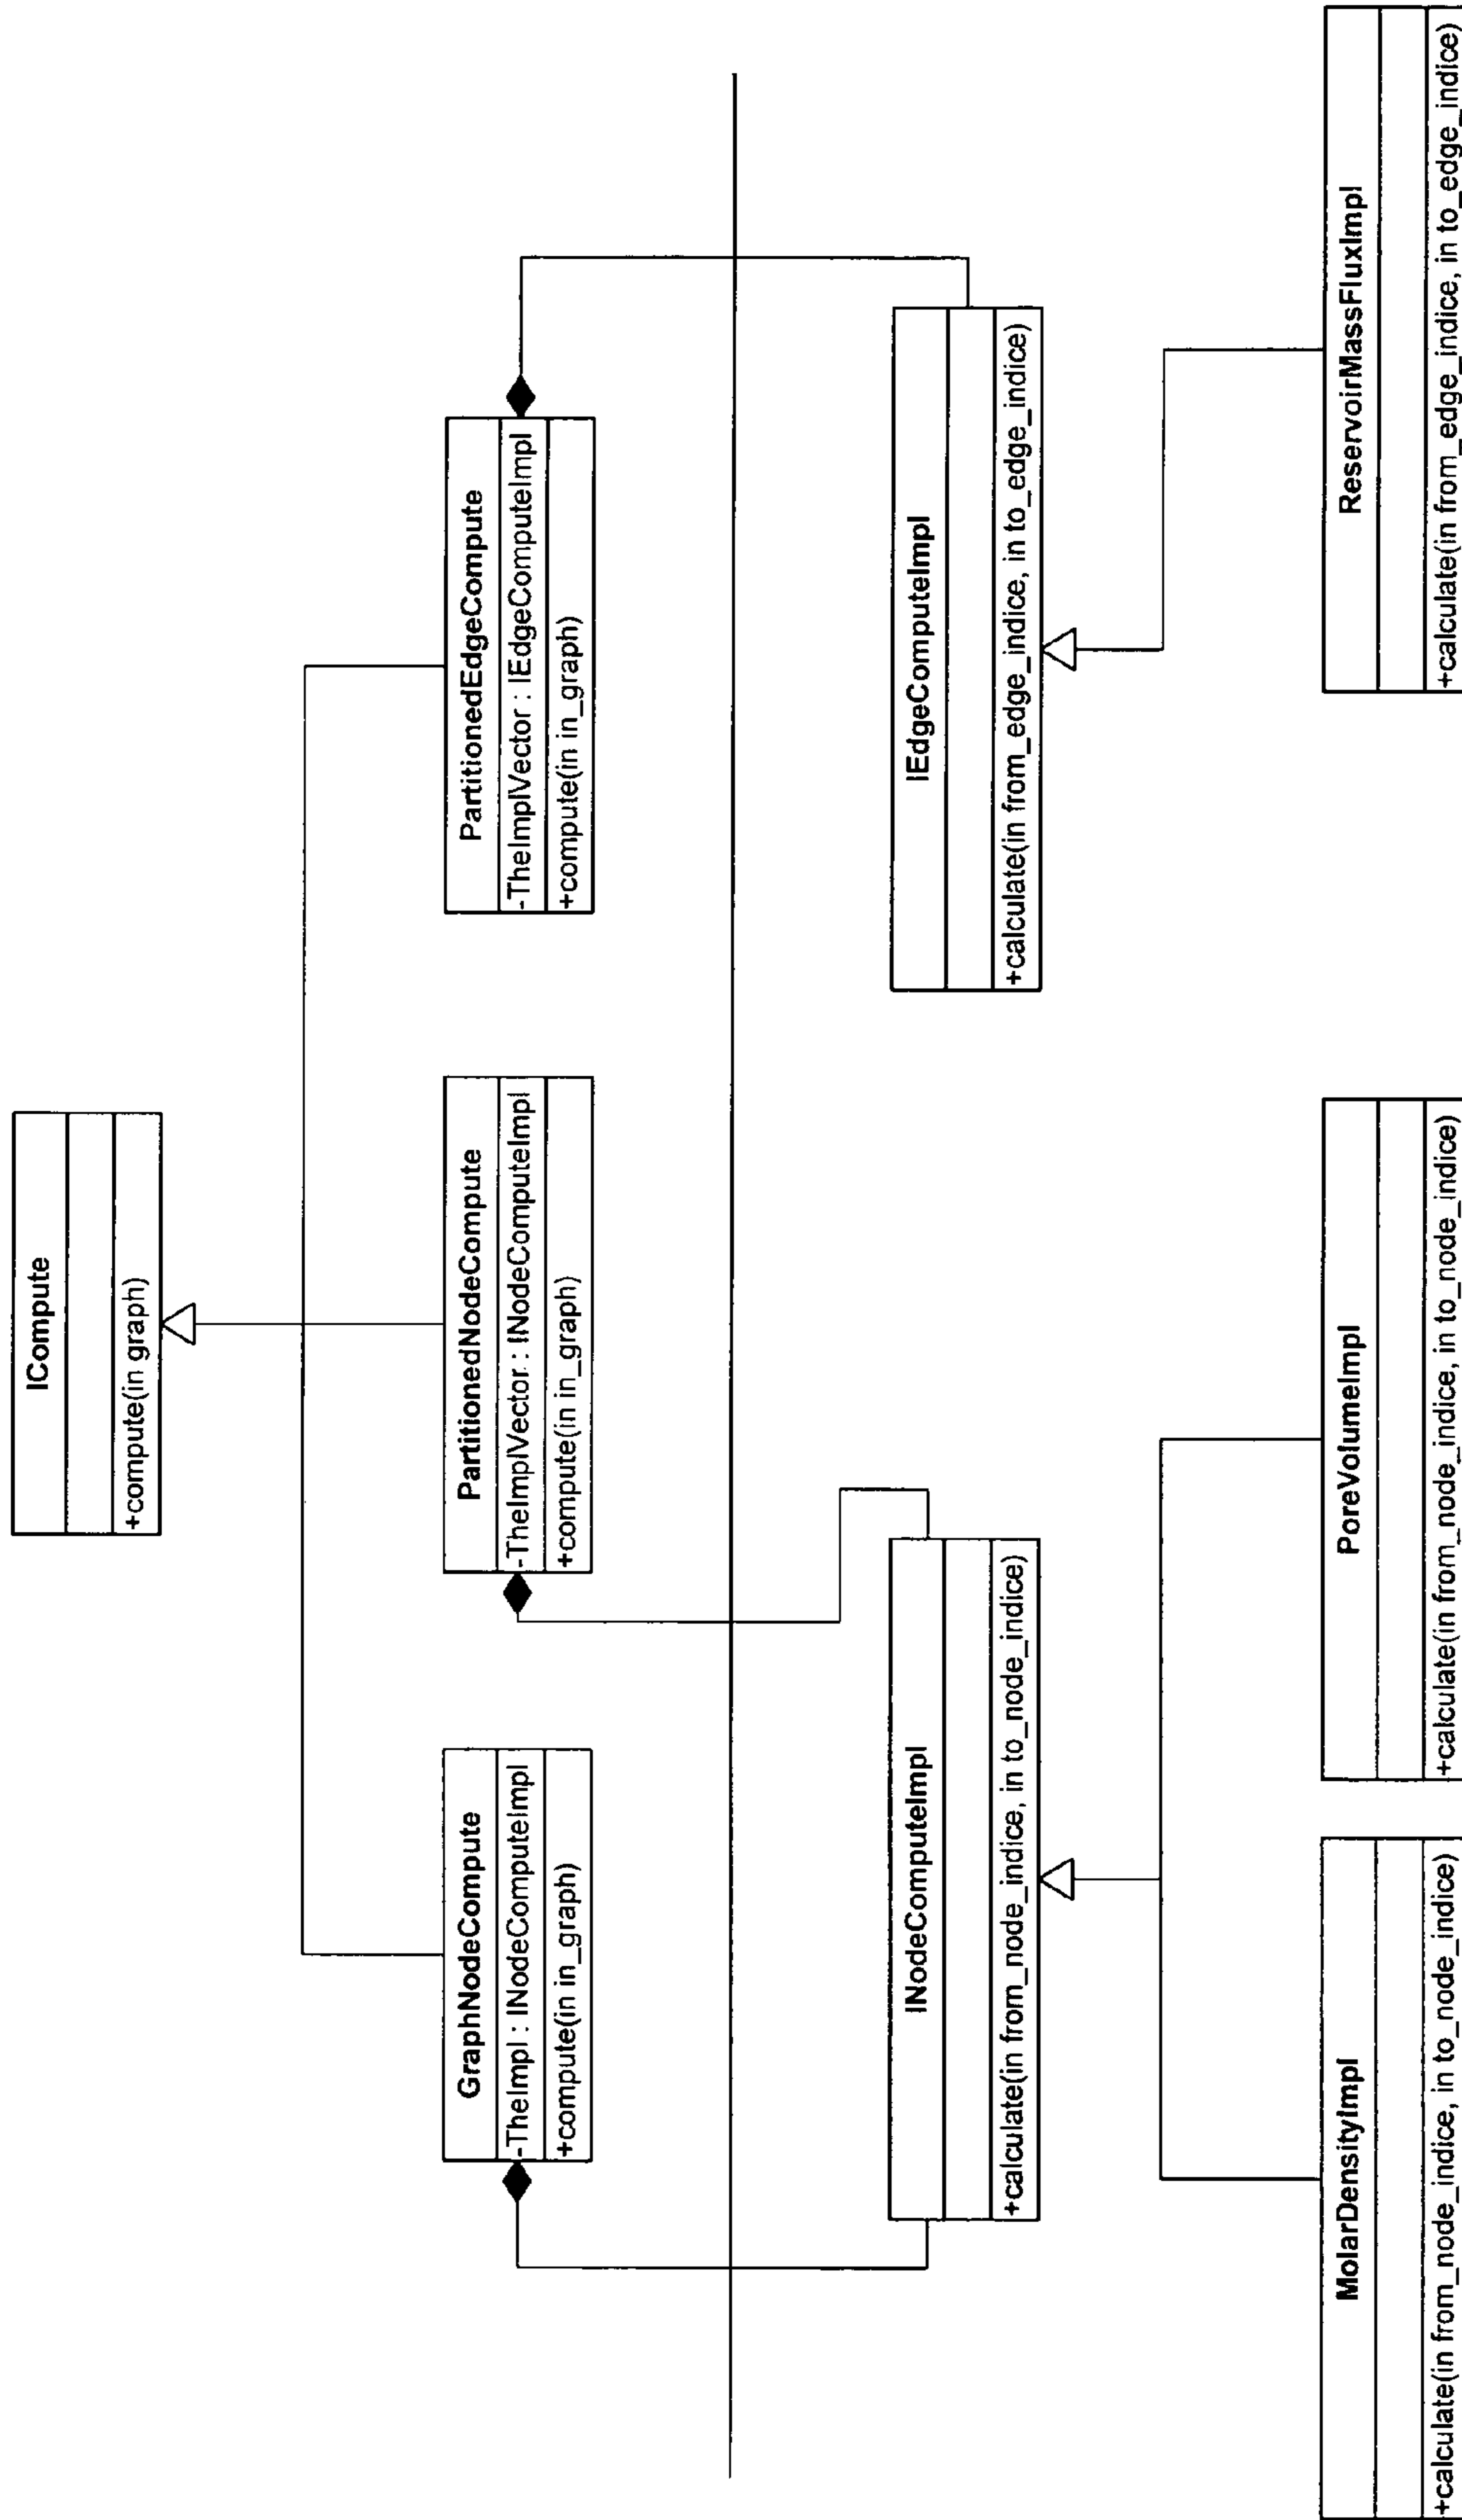 ICompute
+compute(in graph)
GraphNodeCompute
-TheImpl : INodeComputeImpl
+compute(in in_graph)
PartitionedNodeCompute
-TheImplVector : INodeComputeImpl
+compute(in in_graph)
PartitionedEdgeCompute
-TheImplVector : IEdgeComputeImpl
+compute(in in_graph)
INodeComputeImpl
+calculate(in from_node_indice, in to_node_indice)
IEdgeComputeImpl
+calculate(in from_edge_indice, in to_edge_indice)
MolarDensityImpl
+calculate(in from_node_indice, in to_node_indice)
PoreVolumeImpl
+calculate(in from_node_indice, in to_node_indice)
ReservoirMassFluxImpl
+calculate(in from_edge_indice, in to_edge_indice)